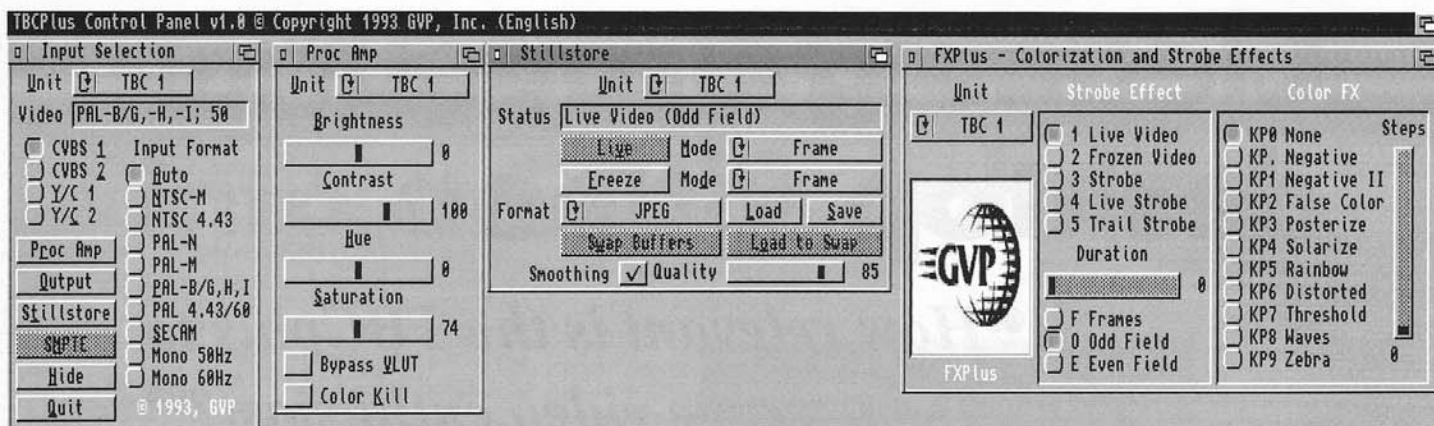 TBCPlus Control Panel v1.0 © Copyright 1993 GVP, Inc. (English)
Input Selection
Unit TBC 1
Video PAL-B/G,-H,-I; 50
CVBS 1
CVBS 2
Y/C 1
Y/C 2
Input Format
Auto
NTSC-M
NTSC 4.43
PAL-N
PAL-M
PAL-B/G,H,I
PAL 4.43/60
SECAM
Mono 50Hz
Mono 60Hz
Proc Amp
Output
Stillstore
SMPTE
Hide
Quit
© 1993, GVP
Proc Amp
Unit TBC 1
Brightness
0
Contrast
100
Hue
0
Saturation
74
Bypass VLUT
Color Kill
Stillstore
Unit TBC 1
Status Live Video (Odd Field)
Live Mode Frame
Freeze Mode Frame
Format JPEG Load Save
Swap Buffers Load to Swap
Smoothing Quality 85
FXPlus - Colorization and Strobe Effects
Unit
TBC 1
GVP
FXPlus
Strobe Effect
1 Live Video
2 Frozen Video
3 Strobe
4 Live Strobe
5 Trail Strobe
Duration
0
F Frames
O Odd Field
E Even Field
Color FX
KP0 None
KP. Negative
KP1 Negative II
KP2 False Color
KP3 Posterize
KP4 Solarize
KP5 Rainbow
KP6 Distorted
KP7 Threshold
KP8 Waves
KP9 Zebra
Steps
0